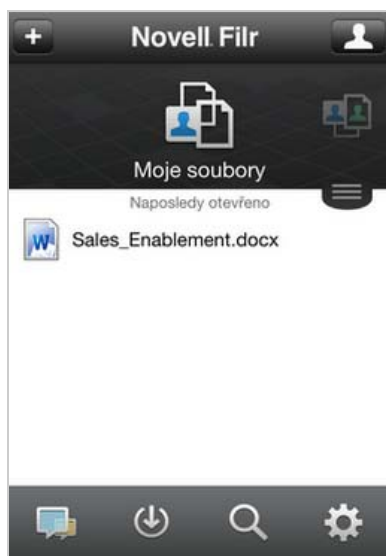 Novell Filr
Moje soubory
Naposledy otevřeno
Sales_Enablement.docx